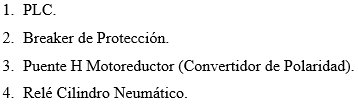 1. PLC.
2. Breaker de Protección.
3. Puente H Motoreductor (Convertidor de Polaridad).
4. Relé Cilindro Neumático.